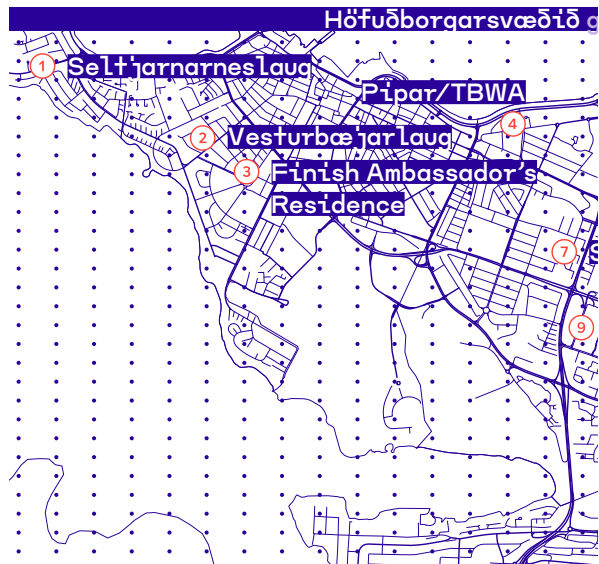 Höfuðborgarsvæðið g
1 Seltjarnarneslaug
Pipar/TBWA
4
2 Vesturbæjarlaug
3 Finish Ambassador's
Residence
7 S
9